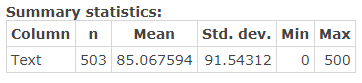 Summary statistics:
Column n Mean Std. dev. Min Max
Text 503 85.067594 91.54312 0 500